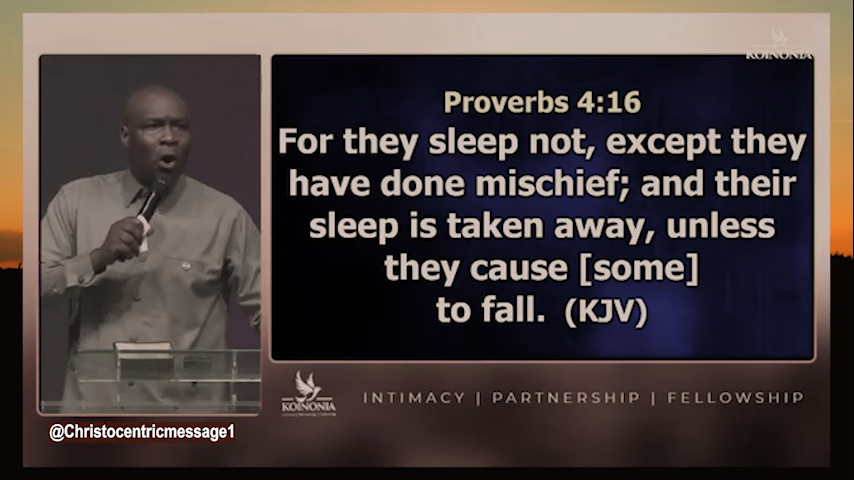 KOINONIA
Proverbs 4:16
For they sleep not, except they
have done mischief; and their
sleep is taken away, unless
they cause [some]
to fall. (KJV)
KOINONIA
INTIMACY | PARTNERSHIP | FELLOWSHIP
@Christocentricmessage1